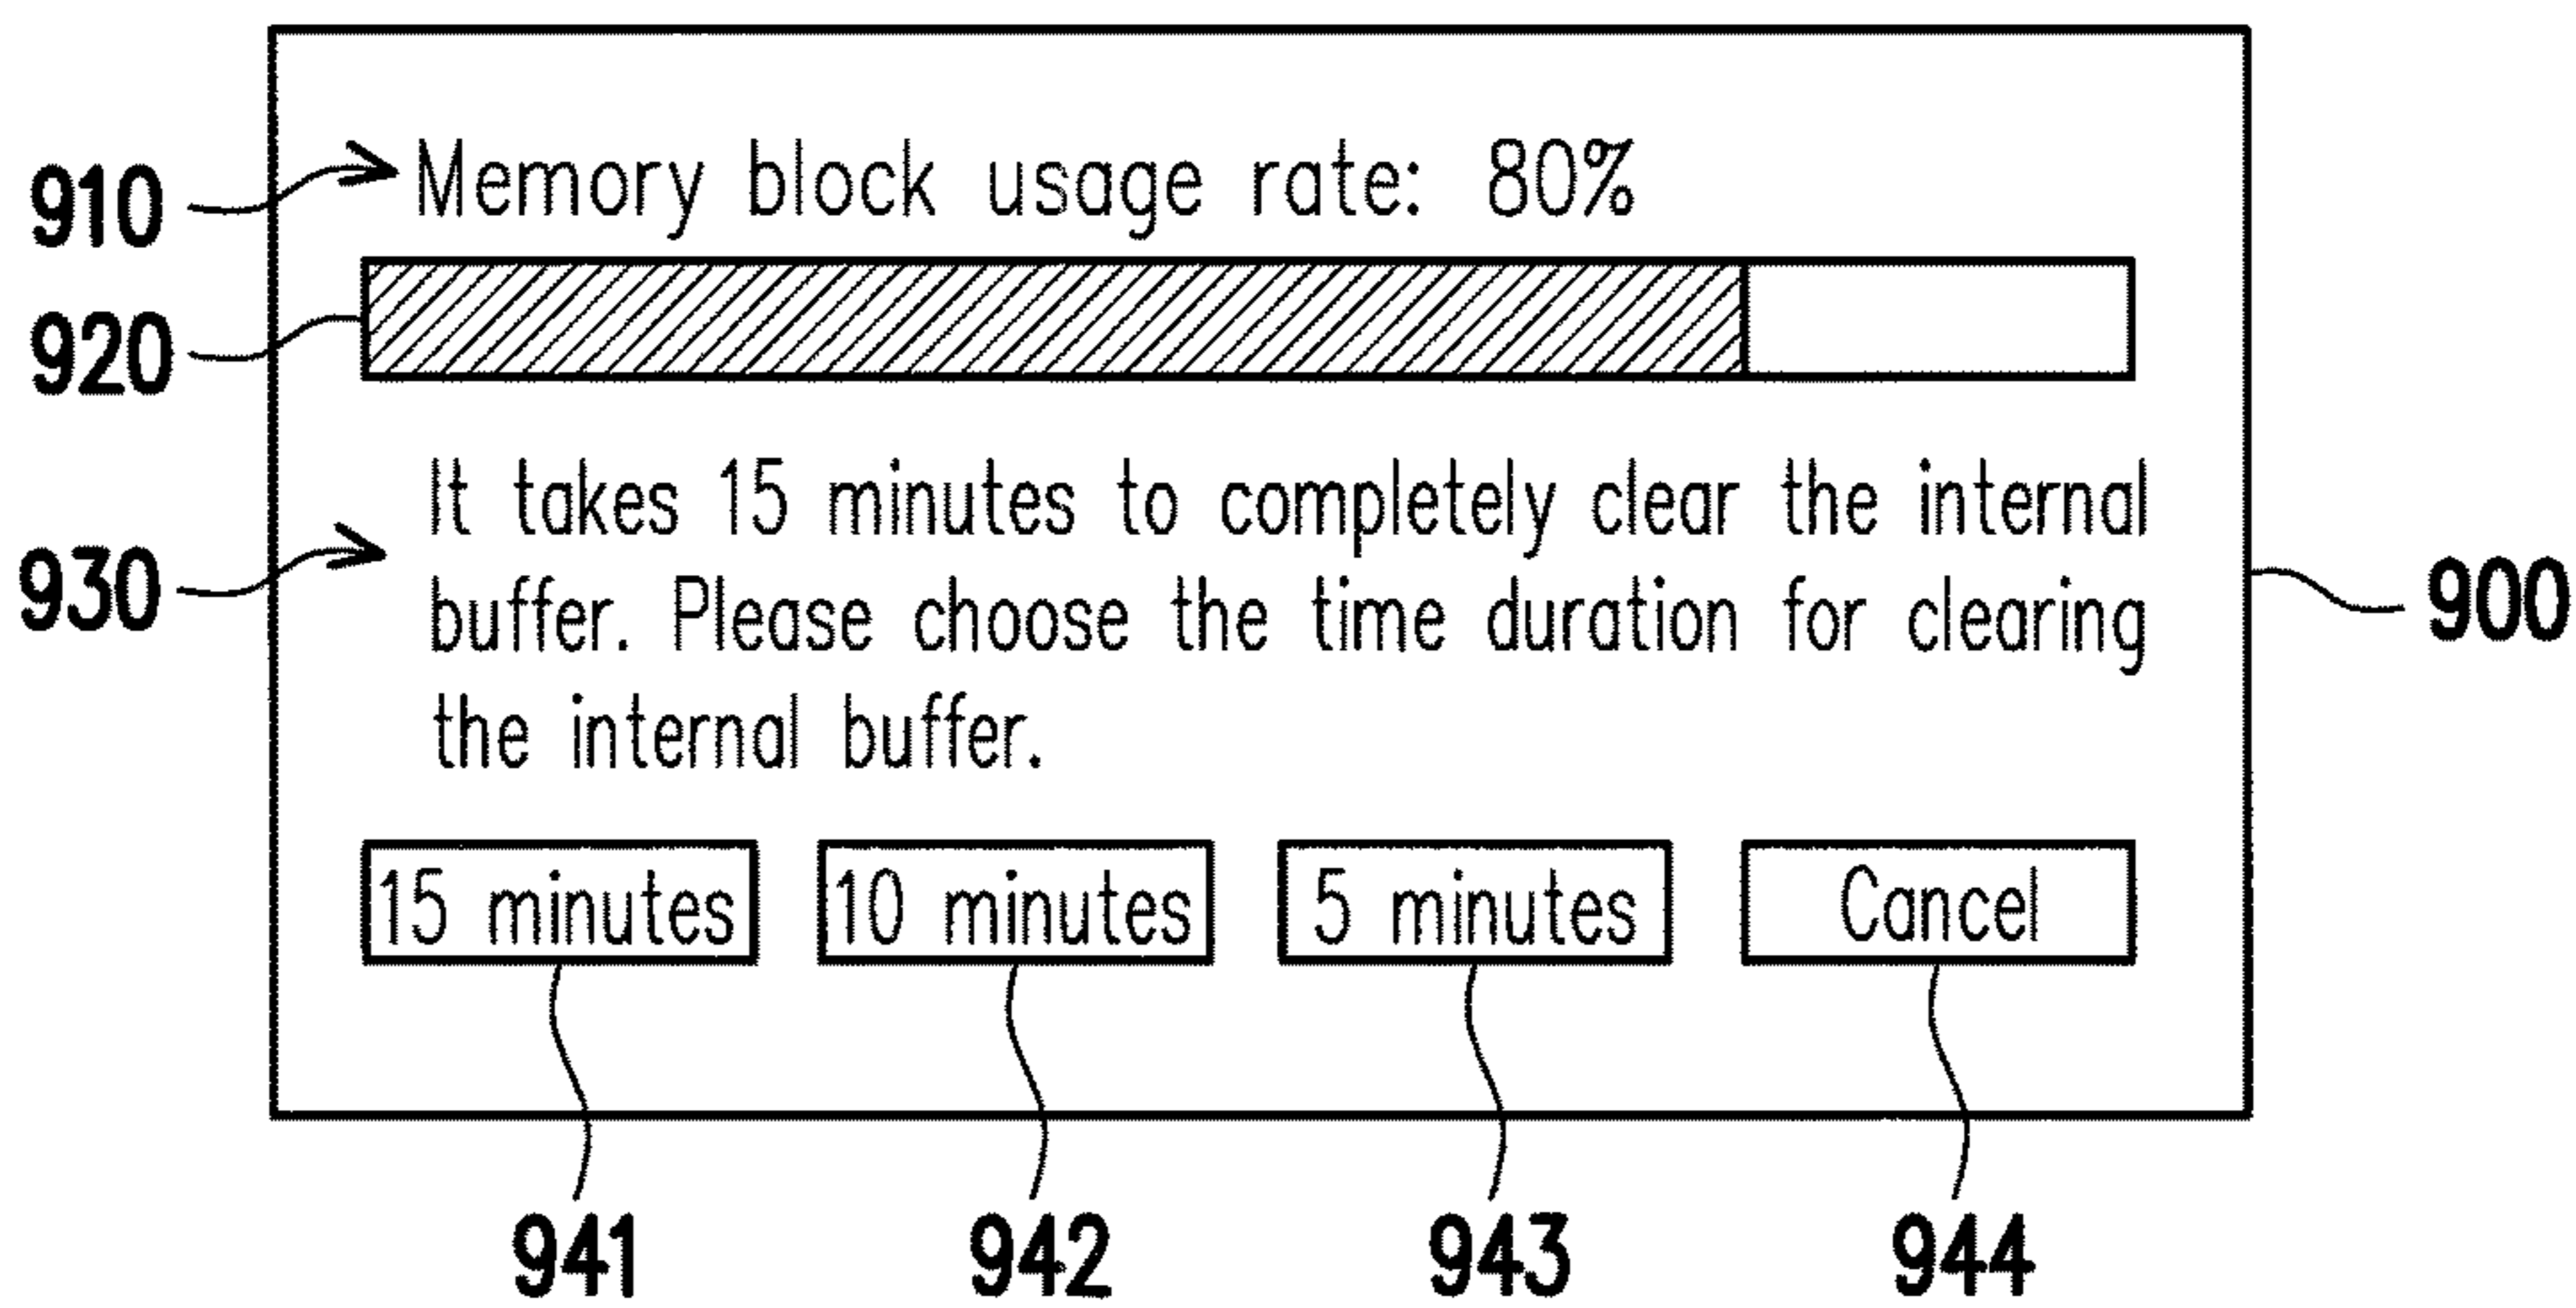 910
Memory block usage rate: 80%
920
It takes 15 minutes to completely clear the internal
930
buffer. Please choose the time duration for clearing
900
the internal buffer.
15 minutes
10 minutes
5 minutes
Cancel
941
942
943
944